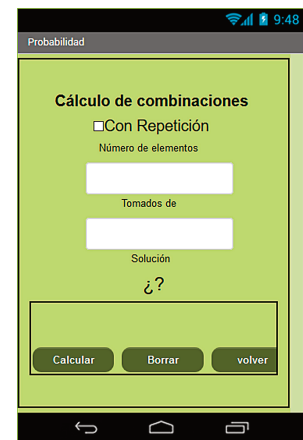 9:48
Probabilidad
Cálculo de combinaciones
Con Repetición
Número de elementos
Tomados de
Solución
¿?
Calcular Borrar volver